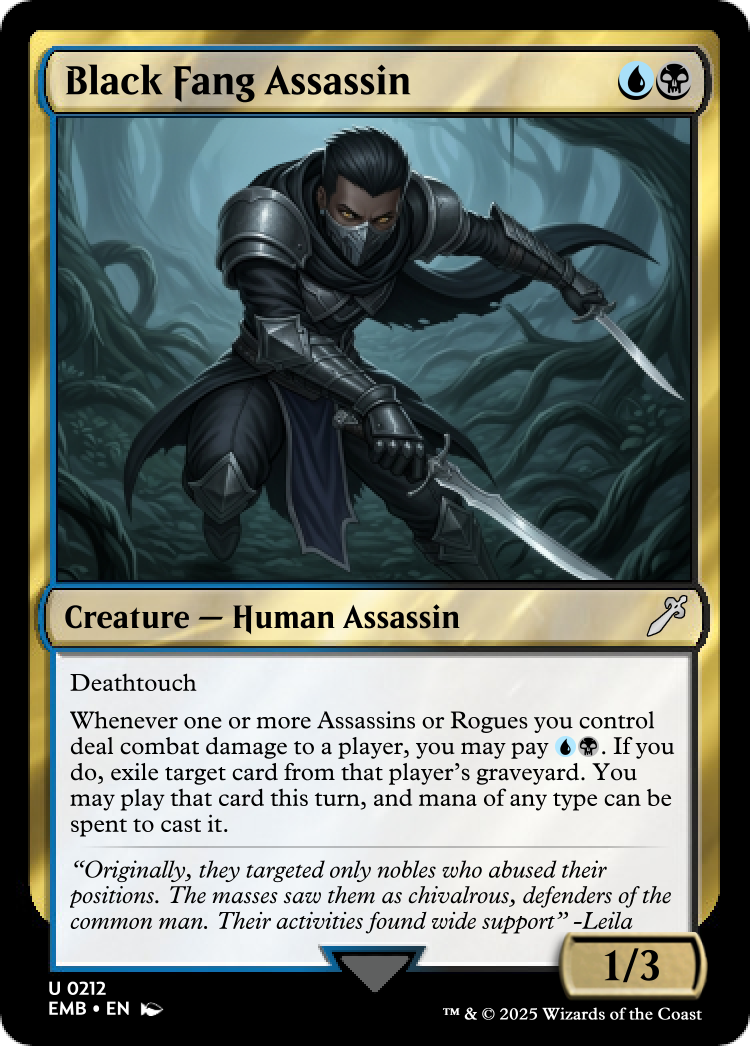 Black Fang Assassin
Creature — Human Assassin
Deathtouch
Whenever one or more Assassins or Rogues you control
deal combat damage to a player, you may pay . If you
do, exile target card from that player's graveyard. You
may play that card this turn, and mana of any type can be
spent to cast it.
"Originally, they targeted only nobles who abused their
positions. The masses saw them as chivalrous, defenders of the
common man. Their activities found wide support" -Leila
1/3
U 0212
EMB • EN
™ & © 2025 Wizards of the Coast